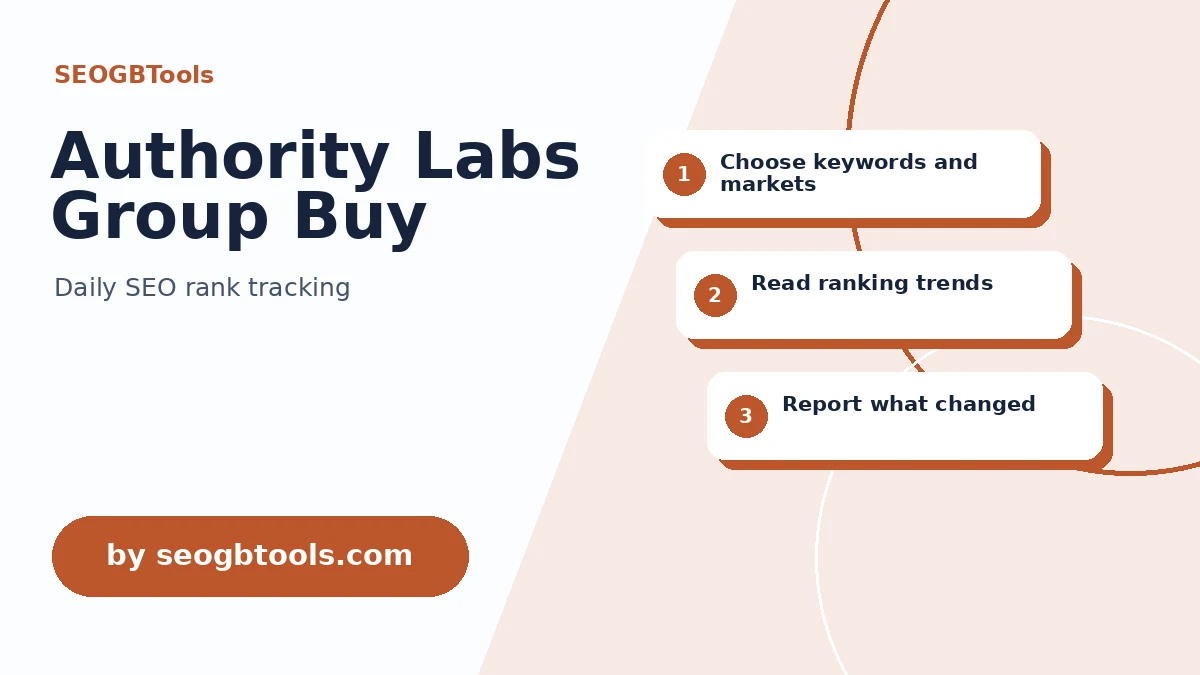 SEOGBTools
Authority Labs
Group Buy
Daily SEO rank tracking
by seogbtools.com
1
Choose keywords and
markets
2
Read ranking trends
3
Report what changed